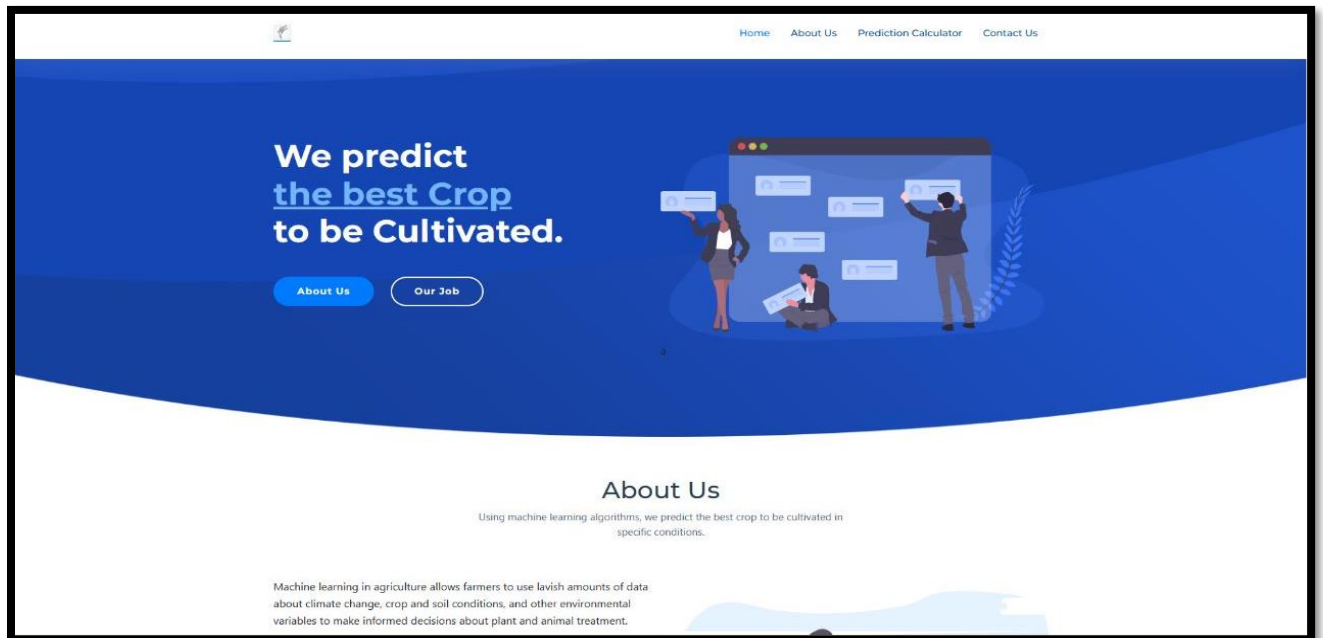 Home About Us Prediction Calculator Contact Us
We predict
the best Crop
to be Cultivated.
About Us Our Job
About Us
Using machine learning algorithms, we predict the best crop to be cultivated in
specific conditions.
Machine learning in agriculture allows farmers to use lavish amounts of data
about climate change, crop and soil conditions, and other environmental
variables to make informed decisions about plant and animal treatment.